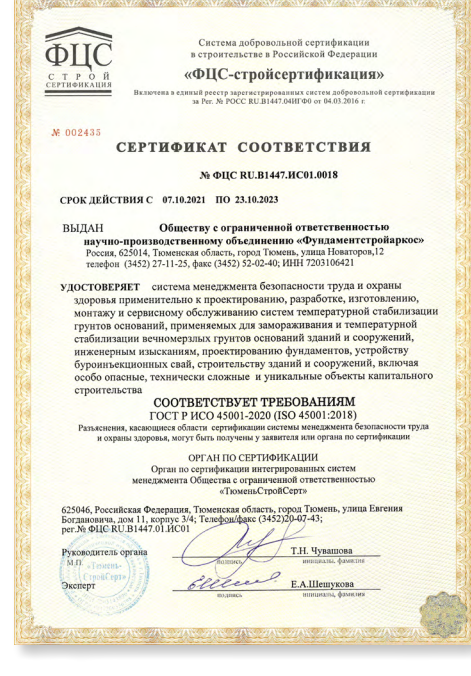 ФЦС
СТРОЙ
СЕРТИФИКАЦИЯ
Система добровольной сертификации
в строительстве в Российской Федерации
«ФЦС-стройсертификация»
Включена в единый реестр зарегистрированных систем добровольной сертификации
за Рег. № РОСС RU.В1447.04ИГФ0 от 04.03.2016 г.
№ 002435
СЕРТИФИКАТ СООТВЕТСТВИЯ
№ ФЦС RU.В1447.ИС01.0018
СРОК ДЕЙСТВИЯ С 07.10.2021 ПО 23.10.2023
ВЫДАН Обществу с ограниченной ответственностью
научно-производственному объединению «Фундаментстройаркос»
Россия, 625014, Тюменская область, город Тюмень, улица Новаторов,12
телефон (3452) 27-11-25, факс (3452) 52-02-40; ИНН 7203106421
УДОСТОВЕРЯЕТ система менеджмента безопасности труда и охраны
здоровья применительно к проектированию, разработке, изготовлению,
монтажу и сервисному обслуживанию систем температурной стабилизации
грунтов оснований, применяемых для замораживания и температурной
стабилизации вечномерзлых грунтов оснований зданий и сооружений,
инженерным изысканиям, проектированию фундаментов, устройству
буроинъекционных свай, строительству зданий и сооружений, включая
особо опасные, технически сложные и уникальные объекты капитального
строительства
СООТВЕТСТВУЕТ ТРЕБОВАНИЯМ
ГОСТ Р ИСО 45001-2020 (ISO 45001:2018)
Разъяснения, касающиеся области сертификации системы менеджмента безопасности труда
и охраны здоровья, могут быть получены у заявителя или органа по сертификации
ОРГАН ПО СЕРТИФИКАЦИИ
Орган по сертификации интегрированных систем
менеджмента Общества с ограниченной ответственностью
«ТюменьСтройСерт»
625046, Российская Федерация, Тюменская область, город Тюмень, улица Евгения
Богдановича, дом 11, корпус 3/4; Телефон/факс (3452)20-07-43;
рег.№ ФЦС RU.В1447.01.ИС01
Руководитель органа Т.Н. Чувашова
М.П. подпись инициалы, фамилия
«Тюмень-
СтройСерт»
Эксперт Е.А.Шешукова
подпись инициалы, фамилия